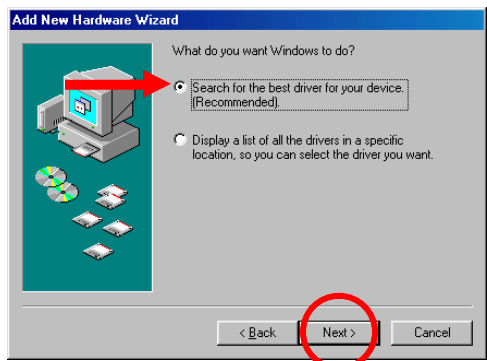 Add New Hardware Wizard
What do you want Windows to do?
Search for the best driver for your device.
(Recommended).
Display a list of all the drivers in a specific
location, so you can select the driver you want.
< Back
Next >
Cancel